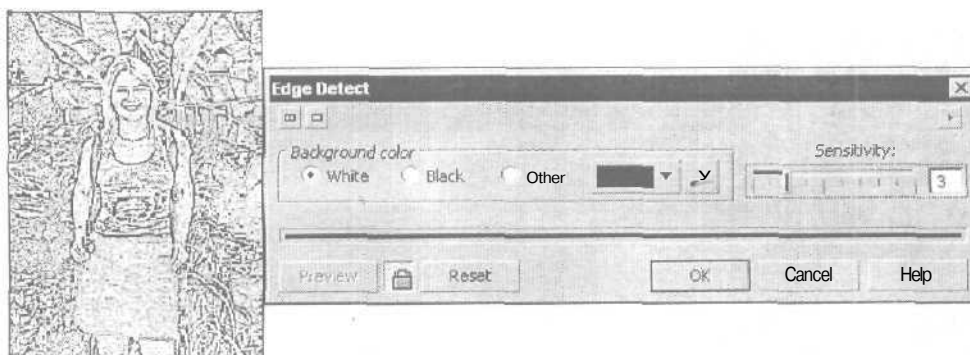 Edge Detect
Background color
White Black Other
Sensitivity:
3
Preview Reset OK Cancel Help